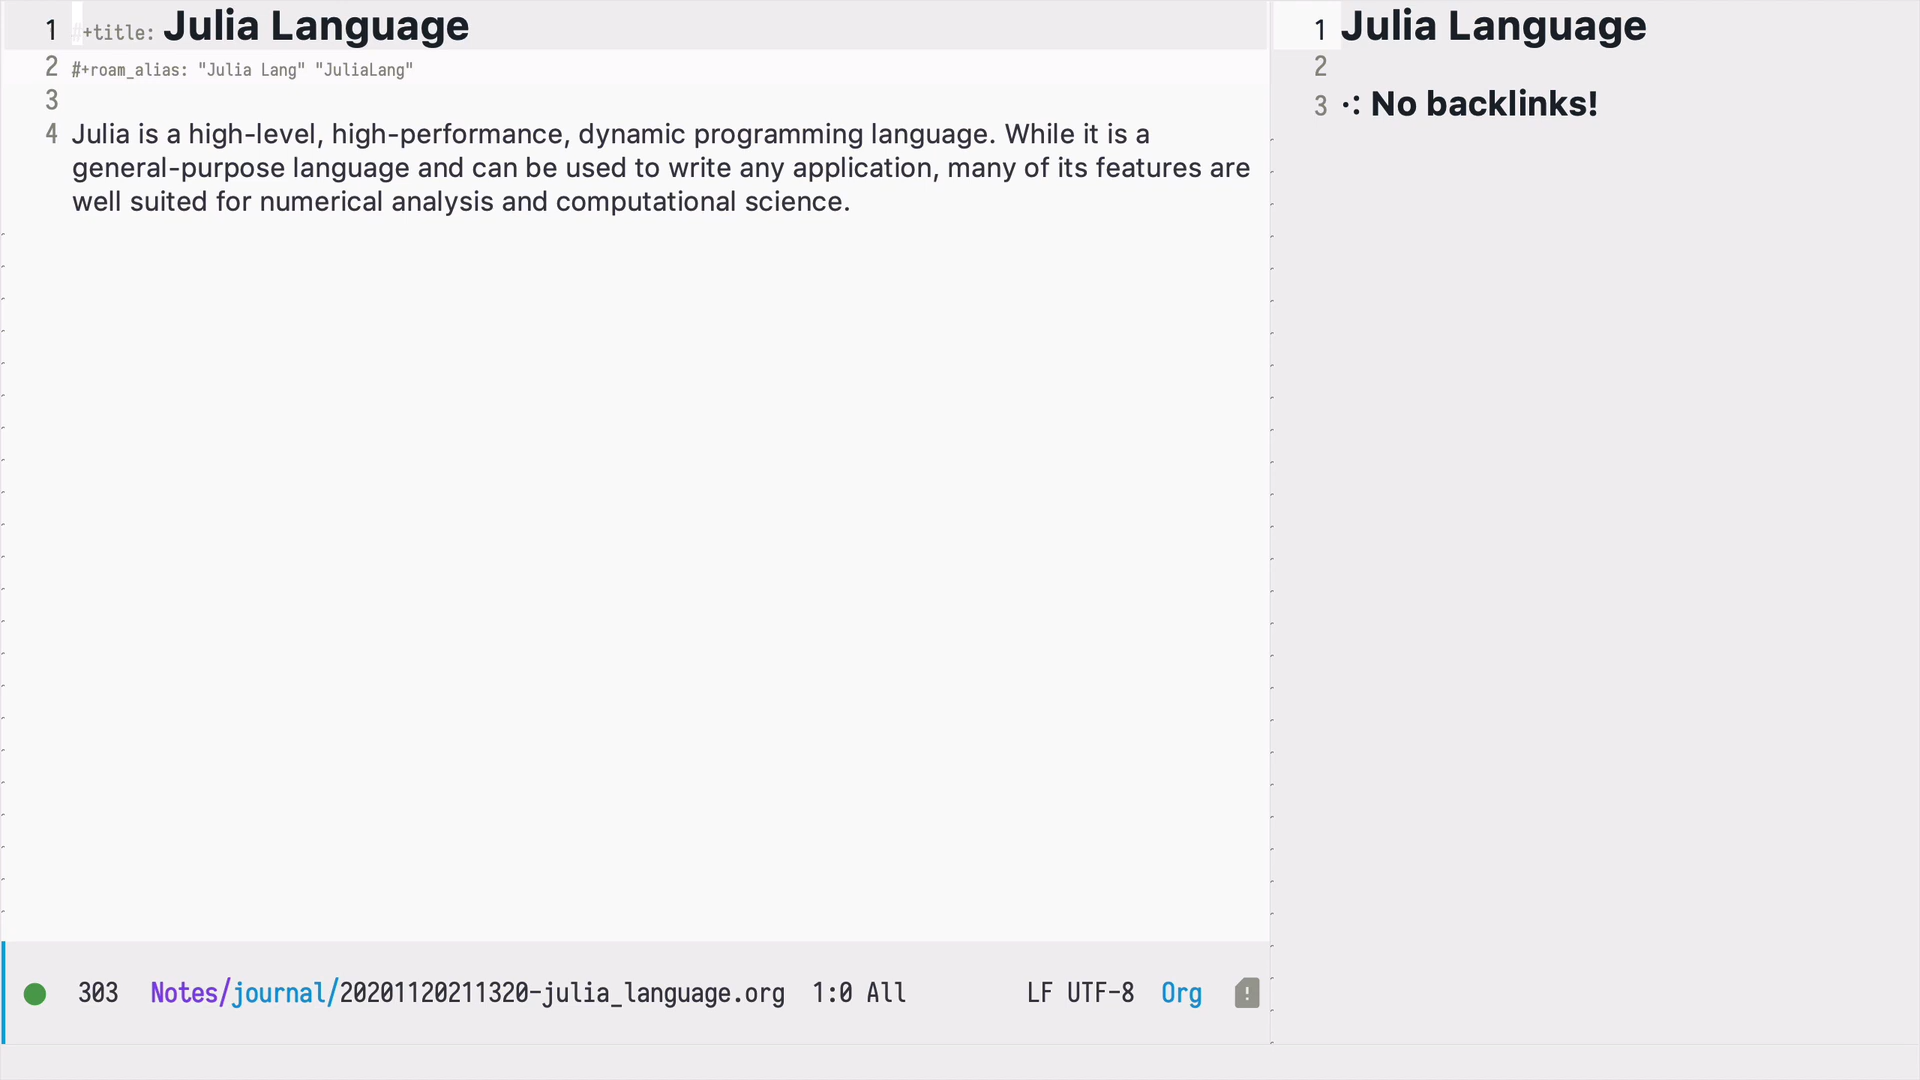 1 #+title: Julia Language
2 #+roam_alias: "Julia Lang" "JuliaLang"
3
4 Julia is a high-level, high-performance, dynamic programming language. While it is a
general-purpose language and can be used to write any application, many of its features are
well suited for numerical analysis and computational science.
303 Notes/journal/20201120211320-julia_language.org 1:0 All LF UTF-8 Org !
1 Julia Language
2
3 ·: No backlinks!